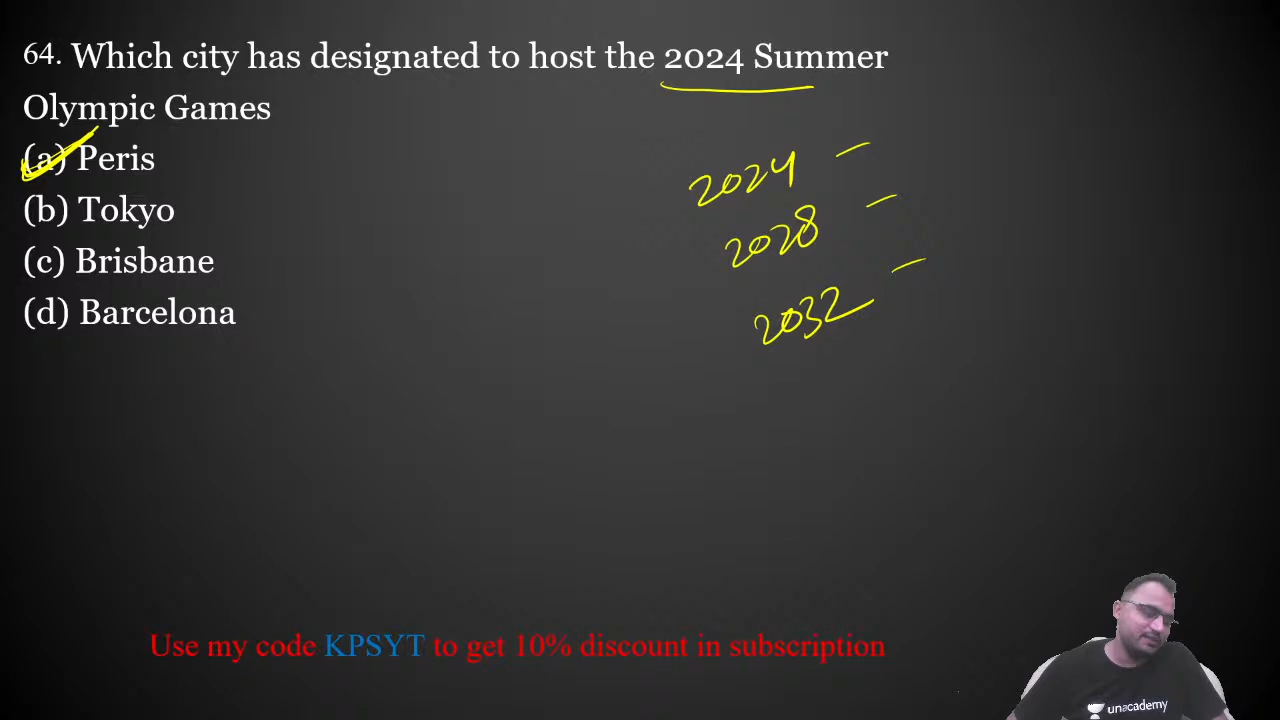 64. Which city has designated to host the 2024 Summer
Olympic Games
(a) Peris
(b) Tokyo
(c) Brisbane
(d) Barcelona
2024 –
2028 –
2032 –
Use my code KPSYT to get 10% discount in subscription
unacademy